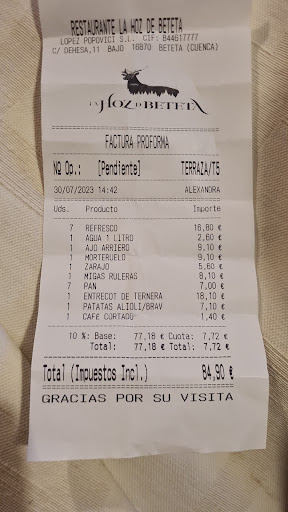 RESTAURANTE LA HOZ DE BETETA
LOPEZ POPOVICI S.L. CIF: B44617777
C/ DEHESA,11 BAJO 16870 BETETA (CUENCA)
LA HOZ D BETETA
FACTURA PROFORMA
Nº Op.: [Pendiente] TERRAZA/T5
30/07/2023 14:42 ALEXANDRA
Uds. Producto Importe
7 REFRESCO 16,80 €
1 AGUA 1 LITRO 2,60 €
1 AJO ARRIERO 9,10 €
1 MORTERUELO 9,10 €
1 ZARAJO 5,60 €
1 MIGAS RULERAS 8,10 €
7 PAN 7,00 €
1 ENTRECOT DE TERNERA 18,10 €
1 PATATAS ALIOLI/BRAV 7,10 €
1 CAFE CORTADO 1,40 €
10 %: Base: 77,18 € Cuota: 7,72 €
Total: 77,18 € Total: 7,72 €
Total (Impuestos Incl.) 84,90 €
GRACIAS POR SU VISITA